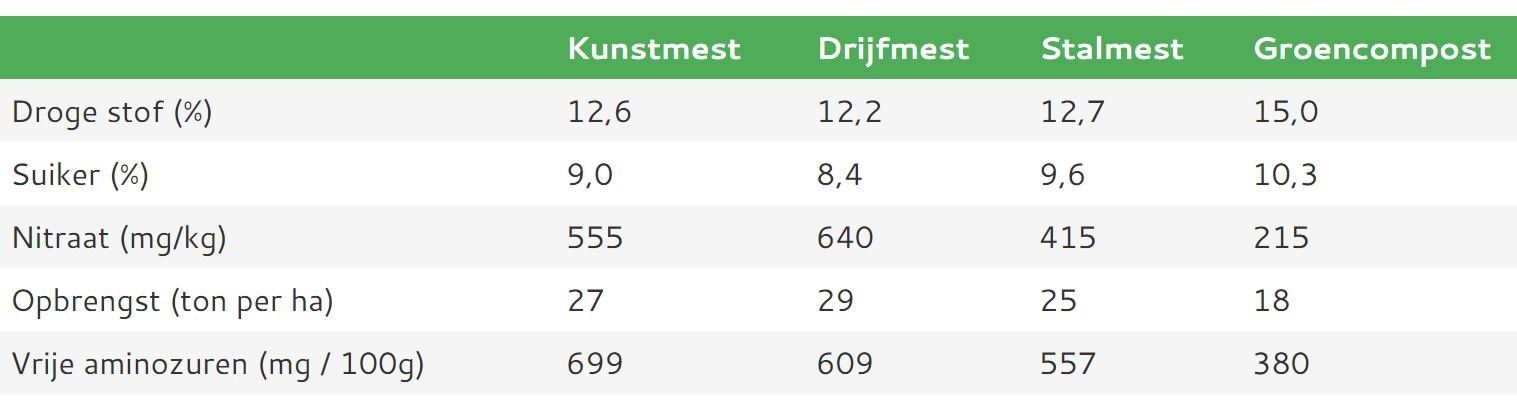 Kunstmest Drijfmest Stalmest Groencompost
Droge stof (%) 12,6 12,2 12,7 15,0
Suiker (%) 9,0 8,4 9,6 10,3
Nitraat (mg/kg) 555 640 415 215
Opbrengst (ton per ha) 27 29 25 18
Vrije aminozuren (mg / 100g) 699 609 557 380